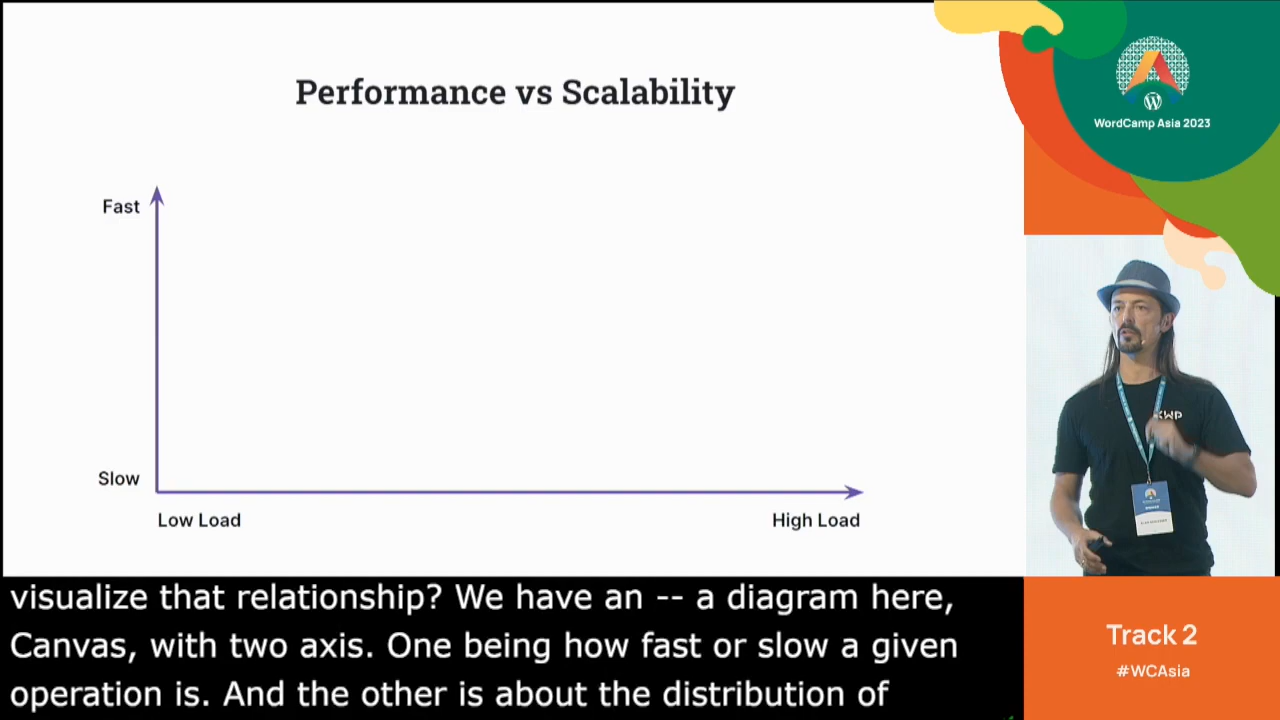 Performance vs Scalability
Fast
Slow
Low Load
High Load
WordCamp Asia 2023
Track 2
#WCAsia
visualize that relationship? We have an -- a diagram here,
Canvas, with two axis. One being how fast or slow a given
operation is. And the other is about the distribution of